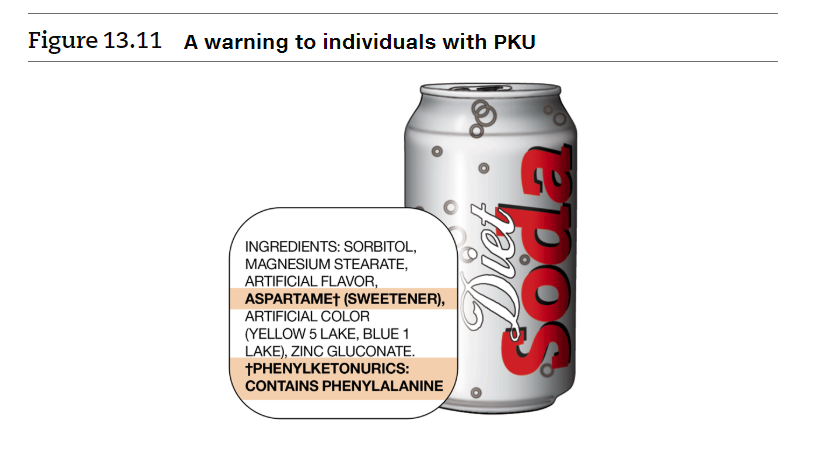 Figure 13.11 A warning to individuals with PKU
Diet
Soda
INGREDIENTS: SORBITOL,
MAGNESIUM STEARATE,
ARTIFICIAL FLAVOR,
ASPARTAME† (SWEETENER),
ARTIFICIAL COLOR
(YELLOW 5 LAKE, BLUE 1
LAKE), ZINC GLUCONATE.
†PHENYLKETONURICS:
CONTAINS PHENYLALANINE